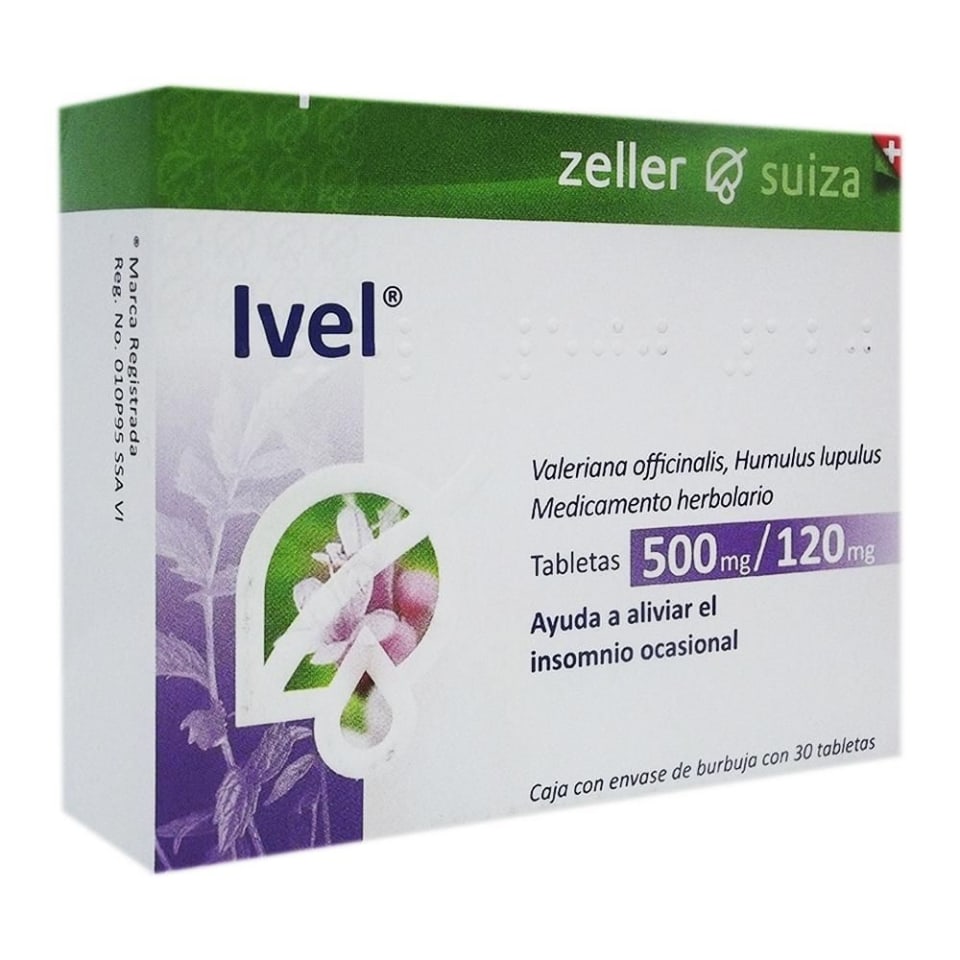 zeller suiza
Ivel®
Valeriana officinalis, Humulus lupulus
Medicamento herbolario
Tabletas 500mg/120mg
Ayuda a aliviar el
insomnio ocasional
Caja con envase de burbuja con 30 tabletas
® Marca Registrada
Reg. No. 010P95 SSA VI